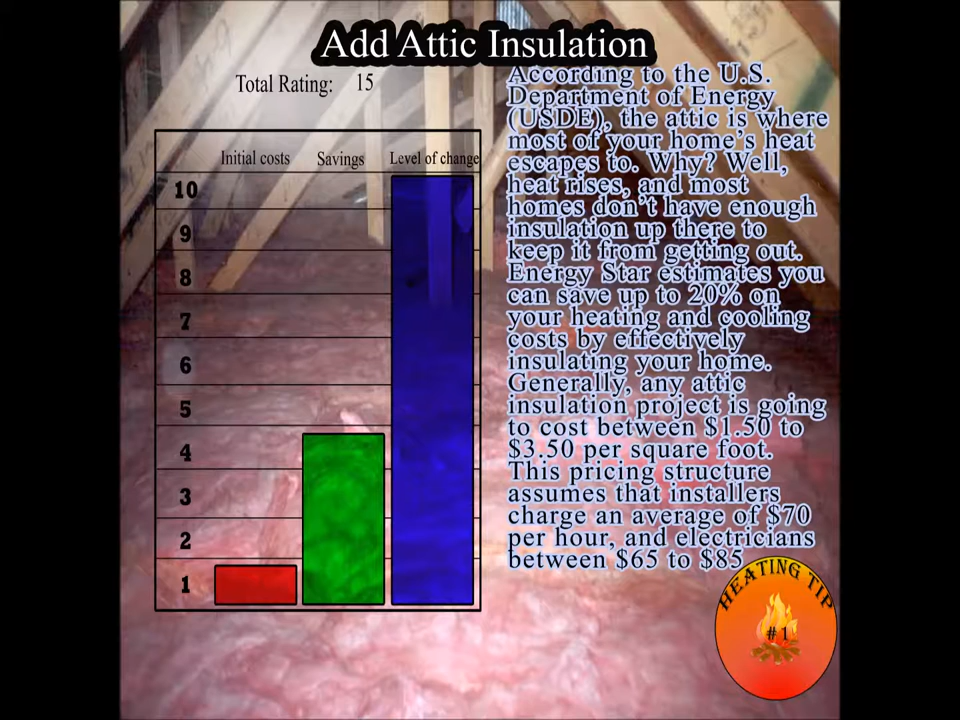 Add Attic Insulation
Total Rating: 15
Initial costs Savings Level of change
10
9
8
7
6
5
4
3
2
1
According to the U.S.
Department of Energy
(USDE), the attic is where
most of your home's heat
escapes to. Why? Well,
heat rises, and most
homes don't have enough
insulation up there to
keep it from getting out.
Energy Star estimates you
can save up to 20% on
your heating and cooling
costs by effectively
insulating your home.
Generally, any attic
insulation project is going
to cost between $1.50 to
$3.50 per square foot.
This pricing structure
assumes that installers
charge an average of $70
per hour, and electricians
between $65 to $85
HEATING TIP
#1